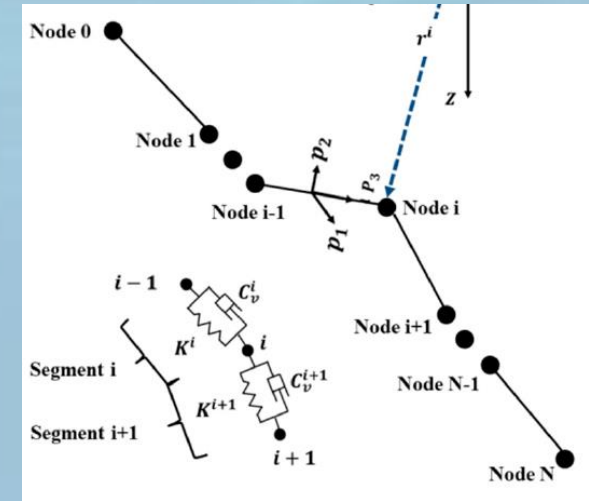 Node 0
r^i
Z
Node 1
p_2
P_3
Node i-1
p_1
Node i
i − 1
C_v^i
K^i
i
Node i+1
Segment i
C_v^{i+1}
Node N-1
K^{i+1}
Segment i+1
i + 1
Node N